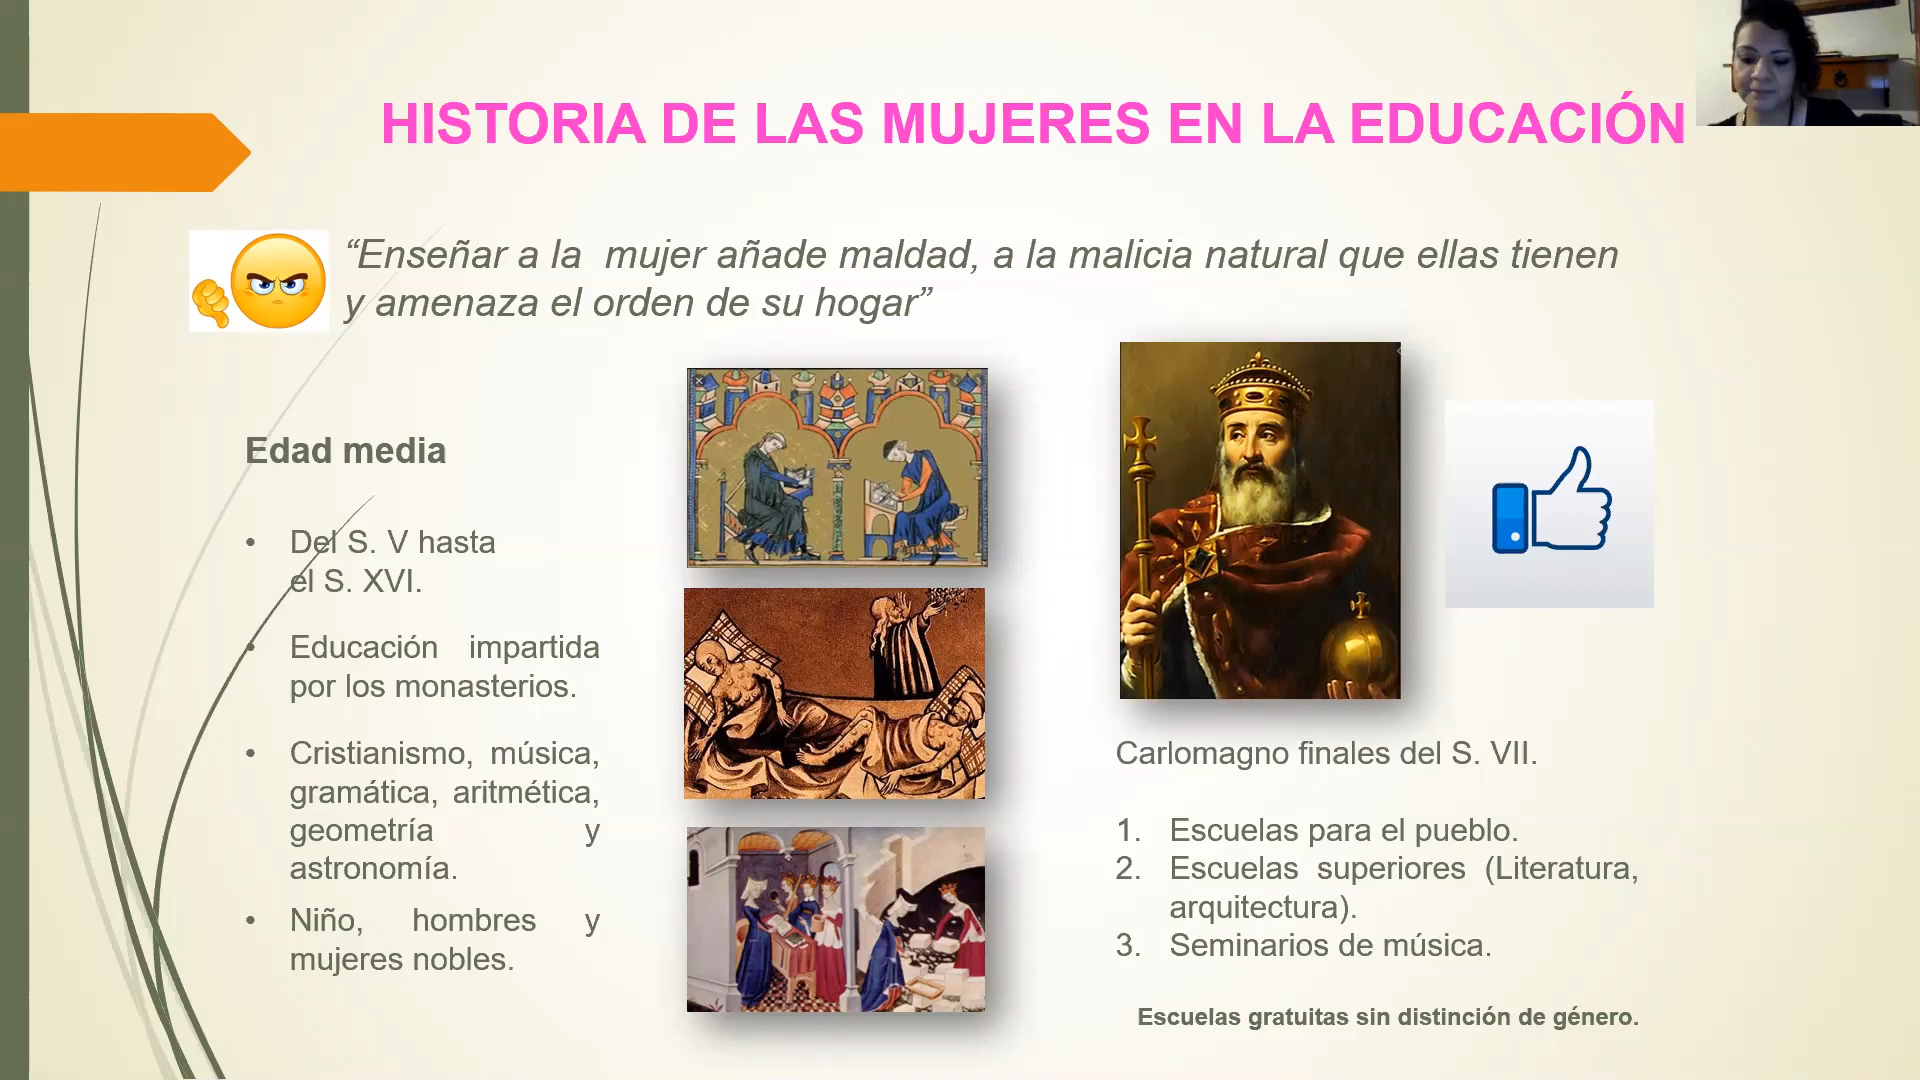 HISTORIA DE LAS MUJERES EN LA EDUCACIÓN
“Enseñar a la mujer añade maldad, a la malicia natural que ellas tienen
y amenaza el orden de su hogar”
Edad media
• Del S. V hasta
el S. XVI.
• Educación impartida
por los monasterios.
• Cristianismo, música,
gramática, aritmética,
geometría y
astronomía.
• Niño, hombres y
mujeres nobles.
Carlomagno finales del S. VII.
1. Escuelas para el pueblo.
2. Escuelas superiores (Literatura,
arquitectura).
3. Seminarios de música.
Escuelas gratuitas sin distinción de género.